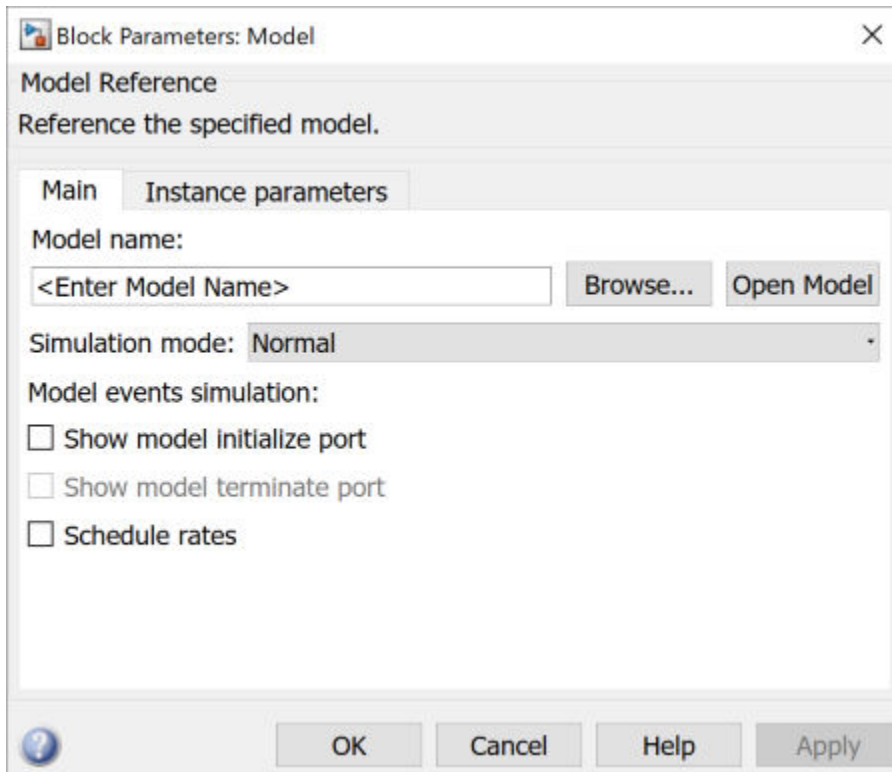 Block Parameters: Model
Model Reference
Reference the specified model.
Main Instance parameters
Model name:
<Enter Model Name> Browse... Open Model
Simulation mode: Normal
Model events simulation:
Show model initialize port
Show model terminate port
Schedule rates
? OK Cancel Help Apply